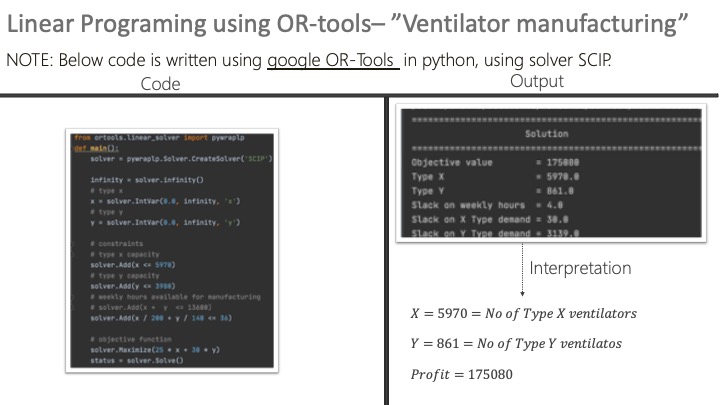 Linear Programing using OR-tools– ”Ventilator manufacturing”
NOTE: Below code is written using google OR-Tools in python, using solver SCIP.
Code
Output
from ortools.linear_solver import pywraplp
def main():
solver = pywraplp.Solver.CreateSolver('SCIP')
infinity = solver.infinity()
# type x
x = solver.IntVar(0.0, infinity, 'x')
# type y
y = solver.IntVar(0.0, infinity, 'y')
# constraints
# type x capacity
solver.Add(x <= 5970)
# type y capacity
solver.Add(y <= 3980)
# weekly hours available for manufacturing
# solver.Add(x + y <= 13600)
solver.Add(x / 200 + y / 140 <= 36)
# objective function
solver.Maximize(25 * x + 30 * y)
status = solver.Solve()
Solution
Objective value = 175080
Type X = 5970.0
Type Y = 861.0
Slack on weekly hours = 4.0
Slack on X Type demand = 30.0
Slack on Y Type demand = 3139.0
Interpretation
X = 5970 = No of Type X ventilators
Y = 861 = No of Type Y ventilatos
Profit = 175080